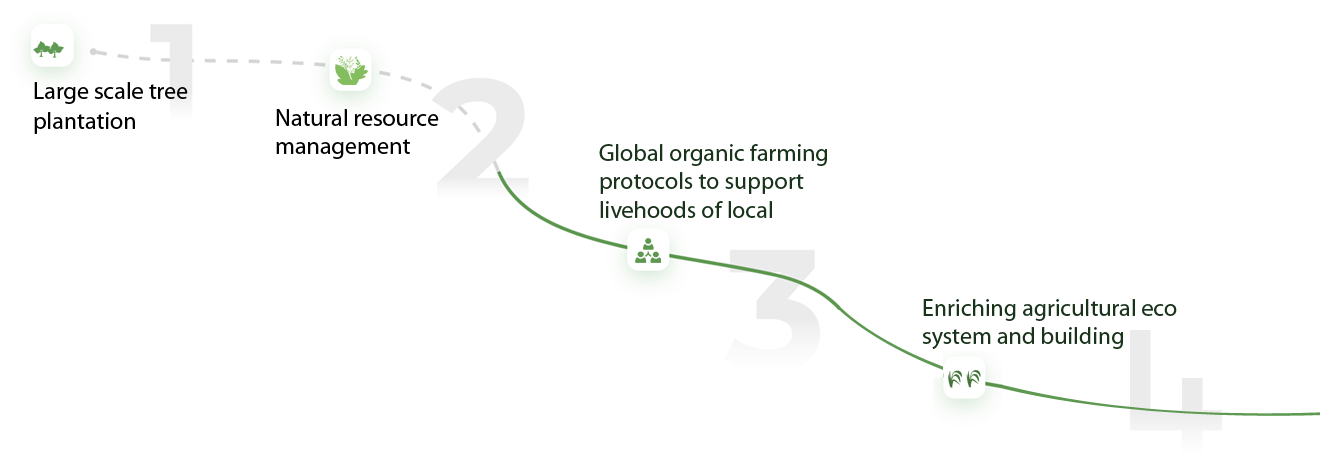 1
Large scale tree
plantation
Natural resource
management
2
Global organic farming
protocols to support
livehoods of local
3
Enriching agricultural eco
system and building
4